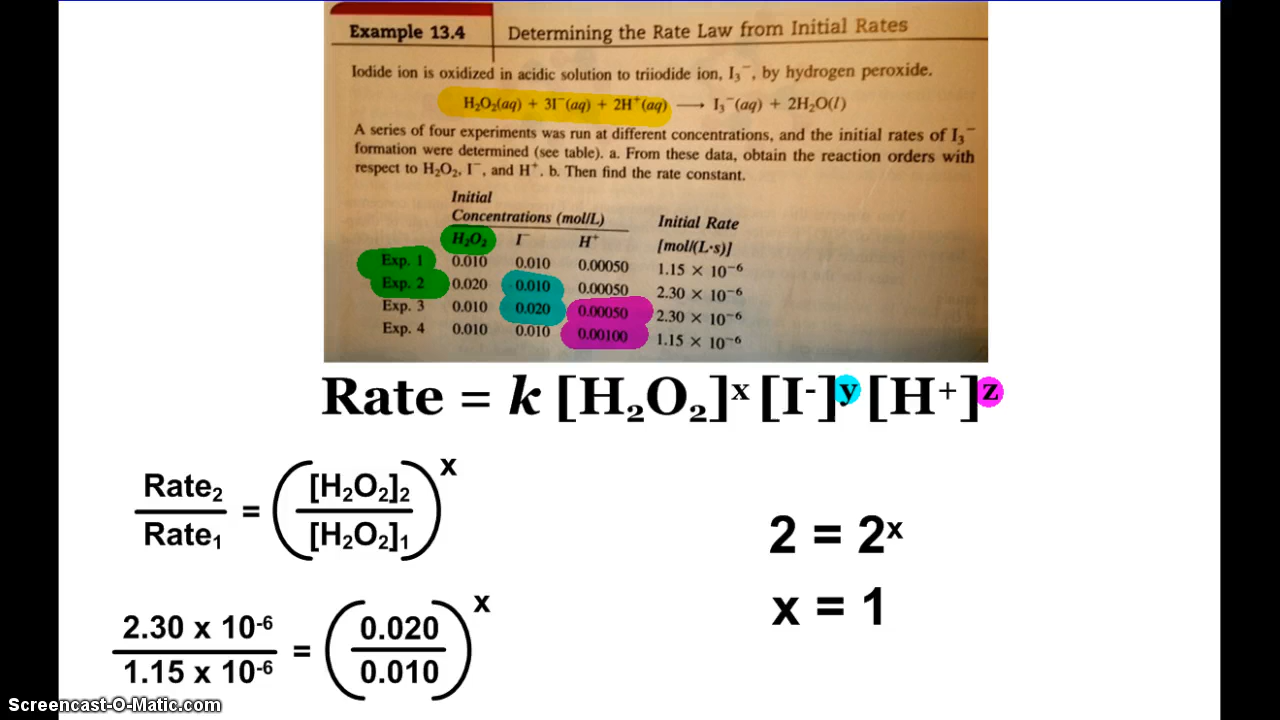 Example 13.4 Determining the Rate Law from Initial Rates
Iodide ion is oxidized in acidic solution to triiodide ion, I₃⁻, by hydrogen peroxide.
H₂O₂(aq) + 3I⁻(aq) + 2H⁺(aq) ⟶ I₃⁻(aq) + 2H₂O(l)
A series of four experiments was run at different concentrations, and the initial rates of I₃⁻
formation were determined (see table). a. From these data, obtain the reaction orders with
respect to H₂O₂, I⁻, and H⁺. b. Then find the rate constant.
Initial
Concentrations (mol/L) Initial Rate
H₂O₂ I⁻ H⁺ [mol/(L·s)]
Exp. 1 0.010 0.010 0.00050 1.15 × 10⁻⁶
Exp. 2 0.020 0.010 0.00050 2.30 × 10⁻⁶
Exp. 3 0.010 0.020 0.00050 2.30 × 10⁻⁶
Exp. 4 0.010 0.010 0.00100 1.15 × 10⁻⁶
Rate = k [H₂O₂]ˣ [I⁻]ʸ [H⁺]ᶻ
Rate₂ / Rate₁ = ([H₂O₂]₂ / [H₂O₂]₁)ˣ
2.30 x 10⁻⁶ / 1.15 x 10⁻⁶ = (0.020 / 0.010)ˣ
2 = 2ˣ
x = 1
Screencast-O-Matic.com